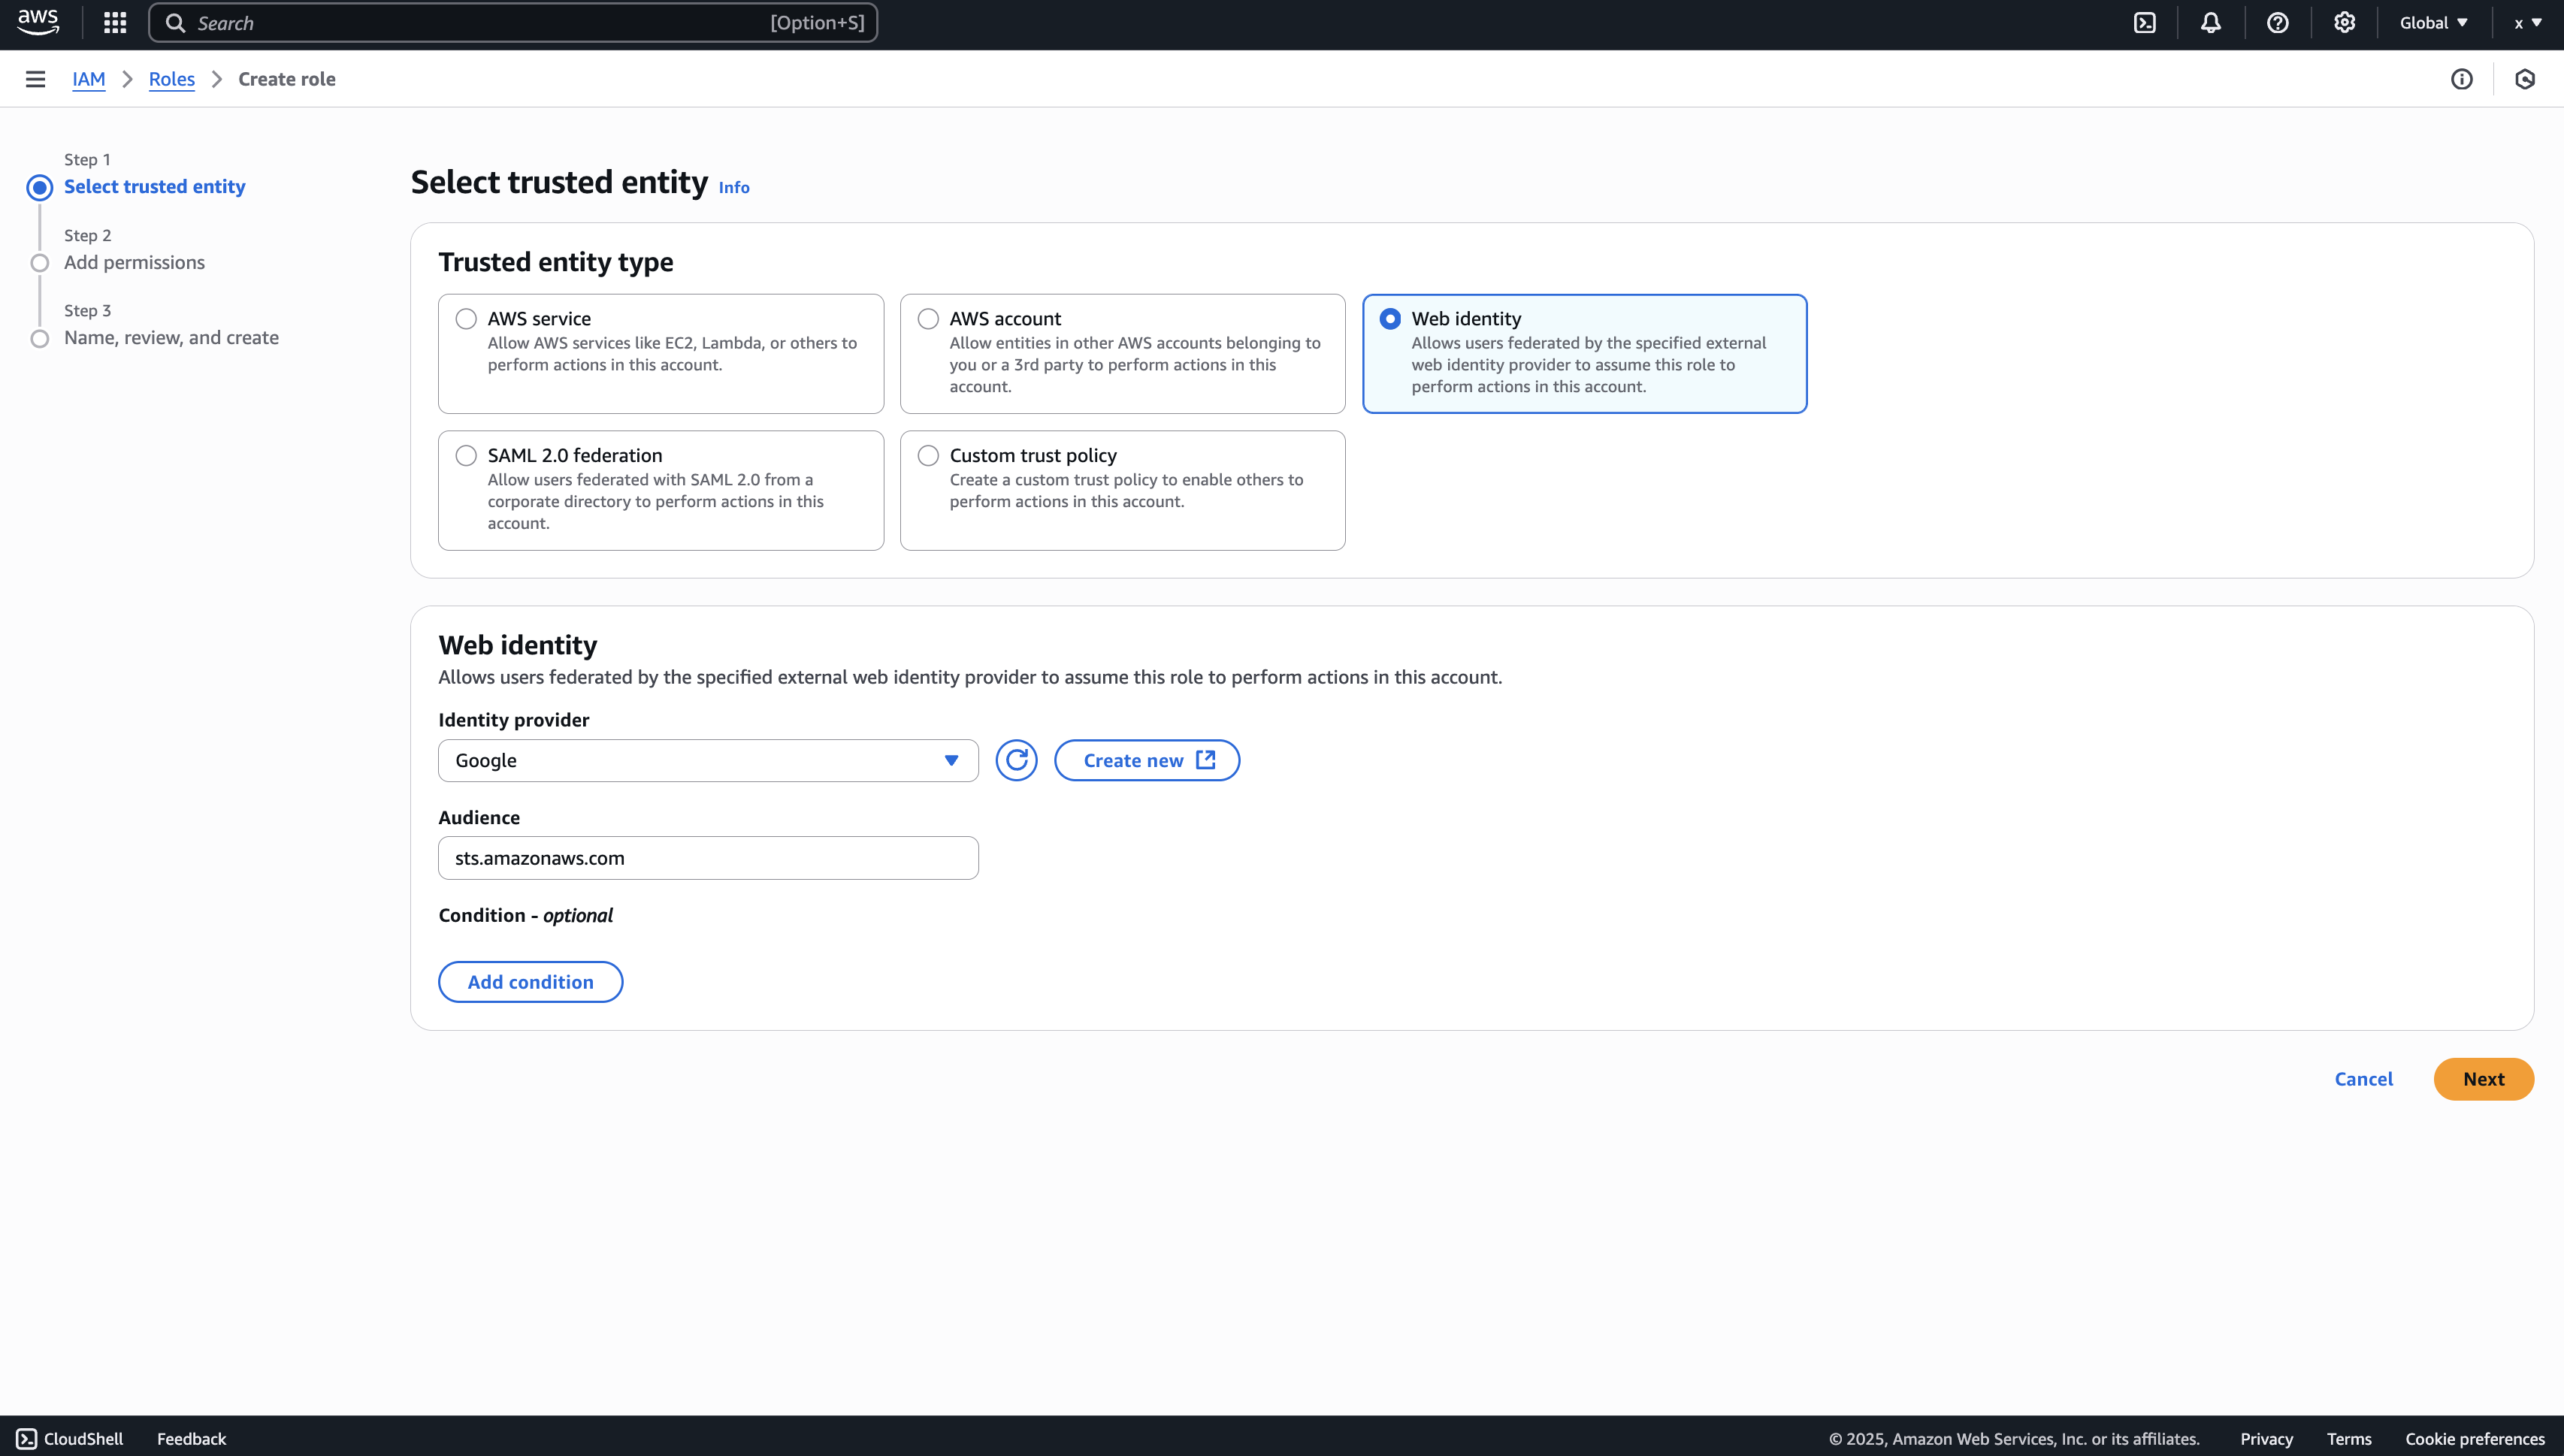 aws
Search
[Option+S]
Global
x
IAM
Roles
Create role
Step 1
Select trusted entity
Step 2
Add permissions
Step 3
Name, review, and create
Select trusted entity Info
Trusted entity type
AWS service
Allow AWS services like EC2, Lambda, or others to
perform actions in this account.
AWS account
Allow entities in other AWS accounts belonging to
you or a 3rd party to perform actions in this
account.
Web identity
Allows users federated by the specified external
web identity provider to assume this role to
perform actions in this account.
SAML 2.0 federation
Allow users federated with SAML 2.0 from a
corporate directory to perform actions in this
account.
Custom trust policy
Create a custom trust policy to enable others to
perform actions in this account.
Web identity
Allows users federated by the specified external web identity provider to assume this role to perform actions in this account.
Identity provider
Google
Create new
Audience
sts.amazonaws.com
Condition - optional
Add condition
Cancel
Next
CloudShell
Feedback
© 2025, Amazon Web Services, Inc. or its affiliates.
Privacy
Terms
Cookie preferences